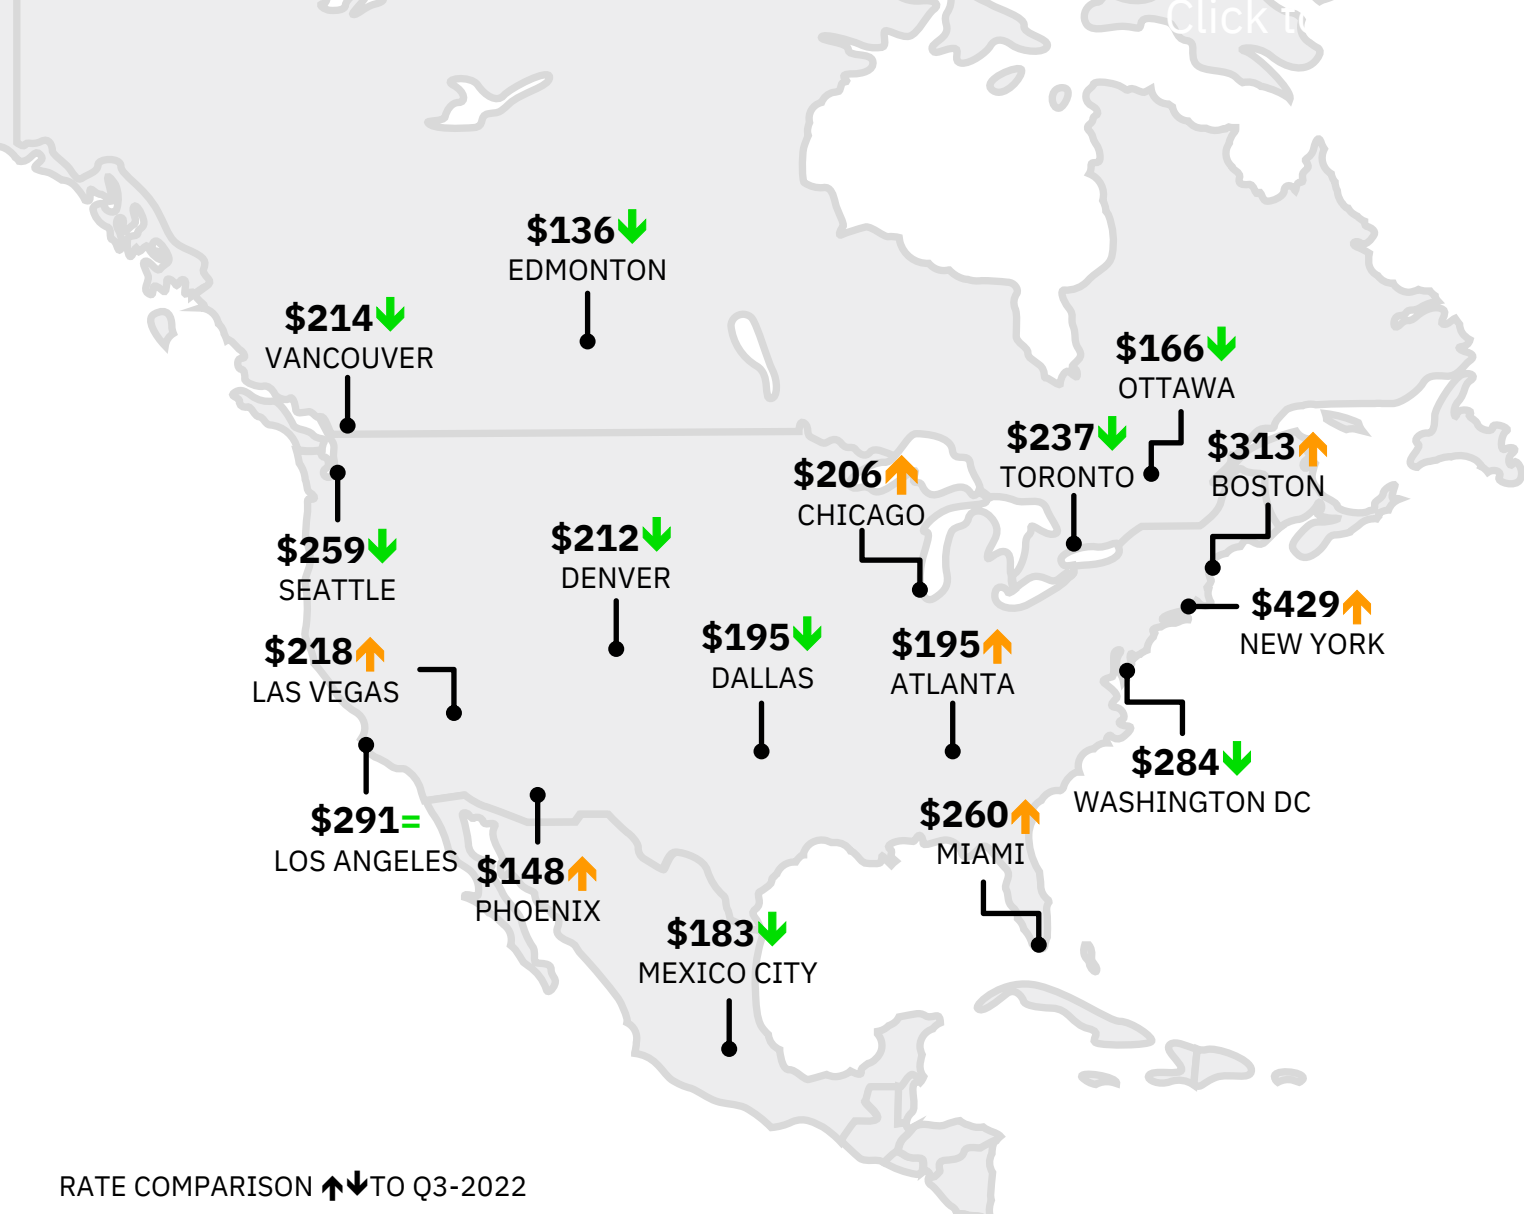 Click to
$136↓
EDMONTON
$214↓
VANCOUVER
$166↓
OTTAWA
$237↓
TORONTO
$313↑
BOSTON
$206↑
CHICAGO
$259↓
SEATTLE
$212↓
DENVER
$429↑
NEW YORK
$218↑
LAS VEGAS
$195↓
DALLAS
$195↑
ATLANTA
$284↓
WASHINGTON DC
$291=
LOS ANGELES
$260↑
MIAMI
$148↑
PHOENIX
$183↓
MEXICO CITY
RATE COMPARISON ↑↓TO Q3-2022